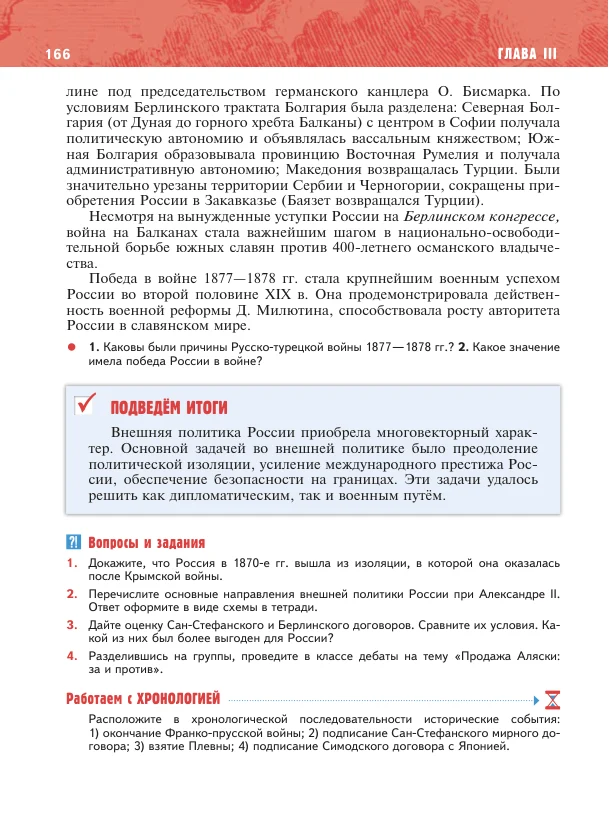 166
ГЛАВА III
лине под председательством германского канцлера О. Бисмарка. По
условиям Берлинского трактата Болгария была разделена: Северная Бол-
гария (от Дуная до горного хребта Балканы) с центром в Софии получала
политическую автономию и объявлялась вассальным княжеством; Юж-
ная Болгария образовывала провинцию Восточная Румелия и получала
административную автономию; Македония возвращалась Турции. Были
значительно урезаны территории Сербии и Черногории, сокращены при-
обретения России в Закавказье (Баязет возвращался Турции).
Несмотря на вынужденные уступки России на Берлинском конгрессе,
война на Балканах стала важнейшим шагом в национально-освободи-
тельной борьбе южных славян против 400-летнего османского владыче-
ства.
Победа в войне 1877—1878 гг. стала крупнейшим военным успехом
России во второй половине XIX в. Она продемонстрировала действен-
ность военной реформы Д. Милютина, способствовала росту авторитета
России в славянском мире.
● 1. Каковы были причины Русско-турецкой войны 1877—1878 гг.? 2. Какое значение
имела победа России в войне?
ПОДВЕДЁМ ИТОГИ
Внешняя политика России приобрела многовекторный харак-
тер. Основной задачей во внешней политике было преодоление
политической изоляции, усиление международного престижа Рос-
сии, обеспечение безопасности на границах. Эти задачи удалось
решить как дипломатическим, так и военным путём.
?! Вопросы и задания
1. Докажите, что Россия в 1870-е гг. вышла из изоляции, в которой она оказалась
после Крымской войны.
2. Перечислите основные направления внешней политики России при Александре II.
Ответ оформите в виде схемы в тетради.
3. Дайте оценку Сан-Стефанского и Берлинского договоров. Сравните их условия. Ка-
кой из них был более выгоден для России?
4. Разделившись на группы, проведите в классе дебаты на тему «Продажа Аляски:
за и против».
Работаем с ХРОНОЛОГИЕЙ
Расположите в хронологической последовательности исторические события:
1) окончание Франко-прусской войны; 2) подписание Сан-Стефанского мирного до-
говора; 3) взятие Плевны; 4) подписание Симодского договора с Японией.